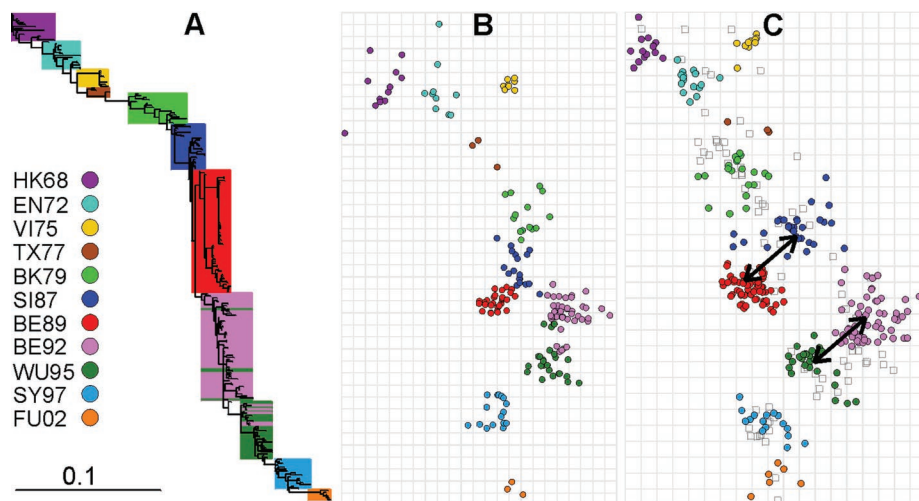 A
B
C
HK68
EN72
VI75
TX77
BK79
SI87
BE89
BE92
WU95
SY97
FU02
0.1